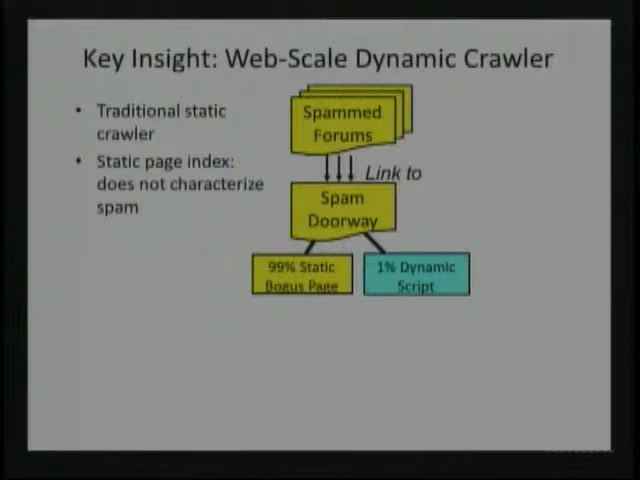 Key Insight: Web-Scale Dynamic Crawler
• Traditional static
crawler
• Static page index:
does not characterize
spam
Spammed
Forums
Link to
Spam
Doorway
99% Static
Bogus Page
1% Dynamic
Script